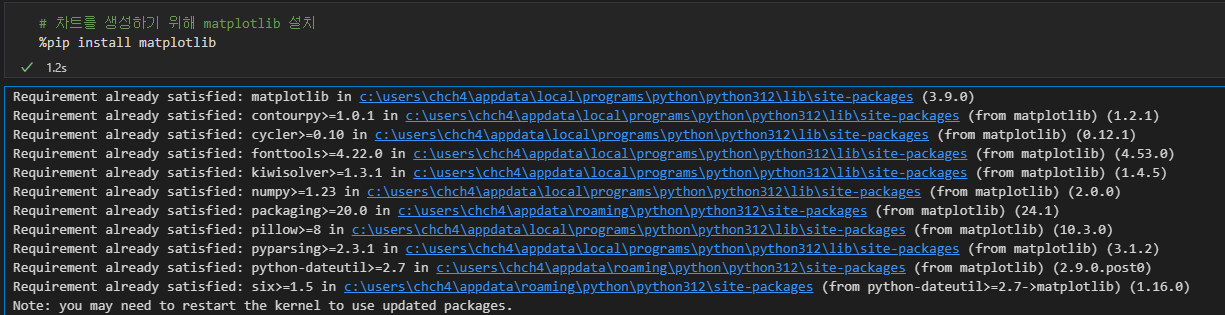 # 차트를 생성하기 위해 matplotlib 설치
%pip install matplotlib
1.2s
Requirement already satisfied: matplotlib in c:\users\chch4\appdata\local\programs\python\python312\lib\site-packages (3.9.0)
Requirement already satisfied: contourpy>=1.0.1 in c:\users\chch4\appdata\local\programs\python\python312\lib\site-packages (from matplotlib) (1.2.1)
Requirement already satisfied: cycler>=0.10 in c:\users\chch4\appdata\local\programs\python\python312\lib\site-packages (from matplotlib) (0.12.1)
Requirement already satisfied: fonttools>=4.22.0 in c:\users\chch4\appdata\local\programs\python\python312\lib\site-packages (from matplotlib) (4.53.0)
Requirement already satisfied: kiwisolver>=1.3.1 in c:\users\chch4\appdata\local\programs\python\python312\lib\site-packages (from matplotlib) (1.4.5)
Requirement already satisfied: numpy>=1.23 in c:\users\chch4\appdata\local\programs\python\python312\lib\site-packages (from matplotlib) (2.0.0)
Requirement already satisfied: packaging>=20.0 in c:\users\chch4\appdata\roaming\python\python312\site-packages (from matplotlib) (24.1)
Requirement already satisfied: pillow>=8 in c:\users\chch4\appdata\local\programs\python\python312\lib\site-packages (from matplotlib) (10.3.0)
Requirement already satisfied: pyparsing>=2.3.1 in c:\users\chch4\appdata\local\programs\python\python312\lib\site-packages (from matplotlib) (3.1.2)
Requirement already satisfied: python-dateutil>=2.7 in c:\users\chch4\appdata\roaming\python\python312\site-packages (from matplotlib) (2.9.0.post0)
Requirement already satisfied: six>=1.5 in c:\users\chch4\appdata\roaming\python\python312\site-packages (from python-dateutil>=2.7->matplotlib) (1.16.0)
Note: you may need to restart the kernel to use updated packages.